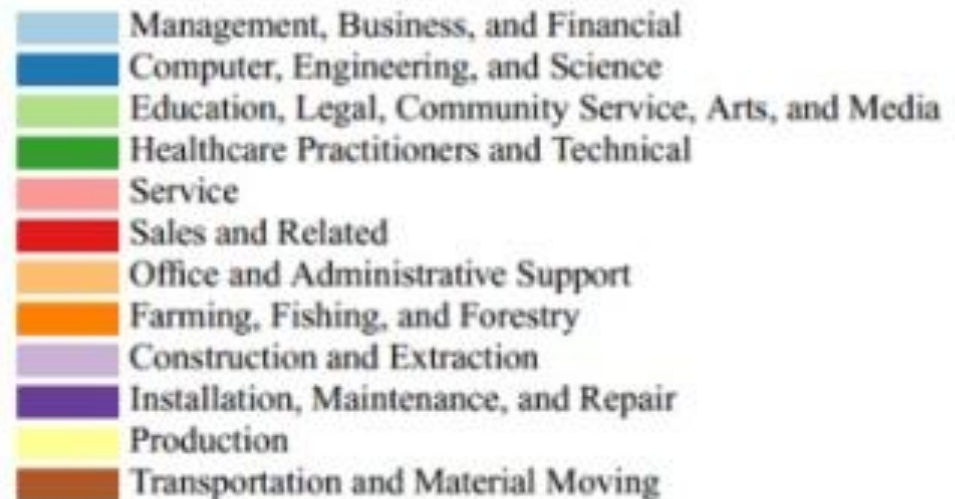 Management, Business, and Financial
Computer, Engineering, and Science
Education, Legal, Community Service, Arts, and Media
Healthcare Practitioners and Technical
Service
Sales and Related
Office and Administrative Support
Farming, Fishing, and Forestry
Construction and Extraction
Installation, Maintenance, and Repair
Production
Transportation and Material Moving